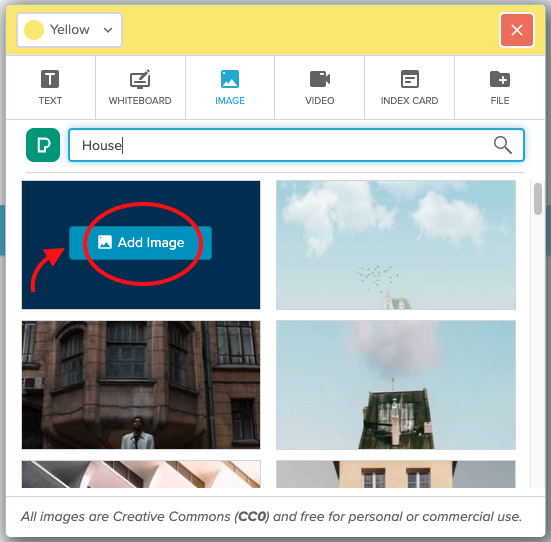 Yellow
TEXT
WHITEBOARD
IMAGE
VIDEO
INDEX CARD
FILE
House
Add Image
All images are Creative Commons (CC0) and free for personal or commercial use.